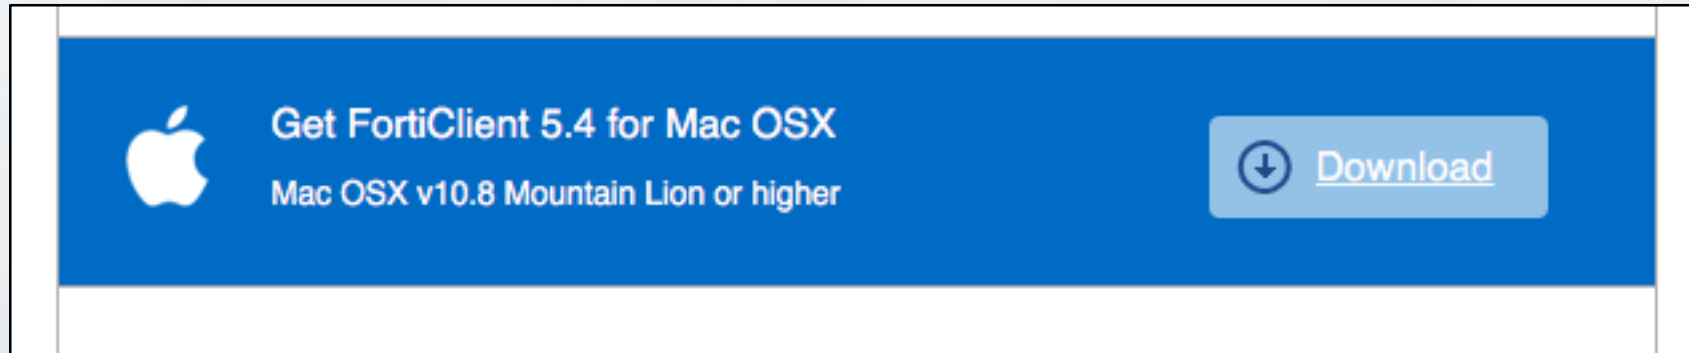 Get FortiClient 5.4 for Mac OSX
Mac OSX v10.8 Mountain Lion or higher
Download